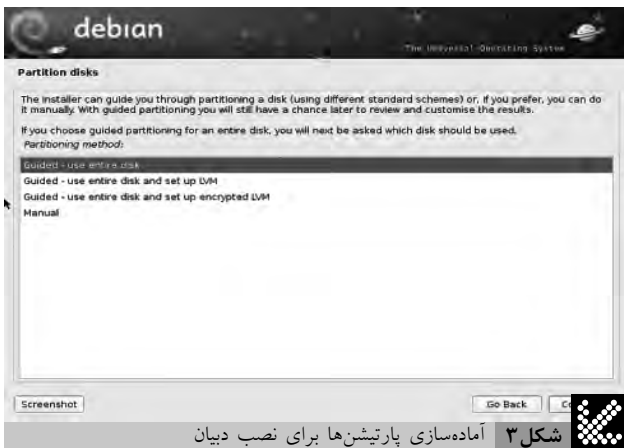 debian
The Universal Operating System
Partition disks
The installer can guide you through partitioning a disk (using different standard schemes) or, if you prefer, you can do
it manually. With guided partitioning you will still have a chance later to review and customise the results.
If you choose guided partitioning for an entire disk, you will next be asked which disk should be used.
Partitioning method:
Guided - use entire disk
Guided - use entire disk and set up LVM
Guided - use entire disk and set up encrypted LVM
Manual
Screenshot
Go Back
شکل۳ آماده‌سازی پارتیشن‌ها برای نصب دبیان